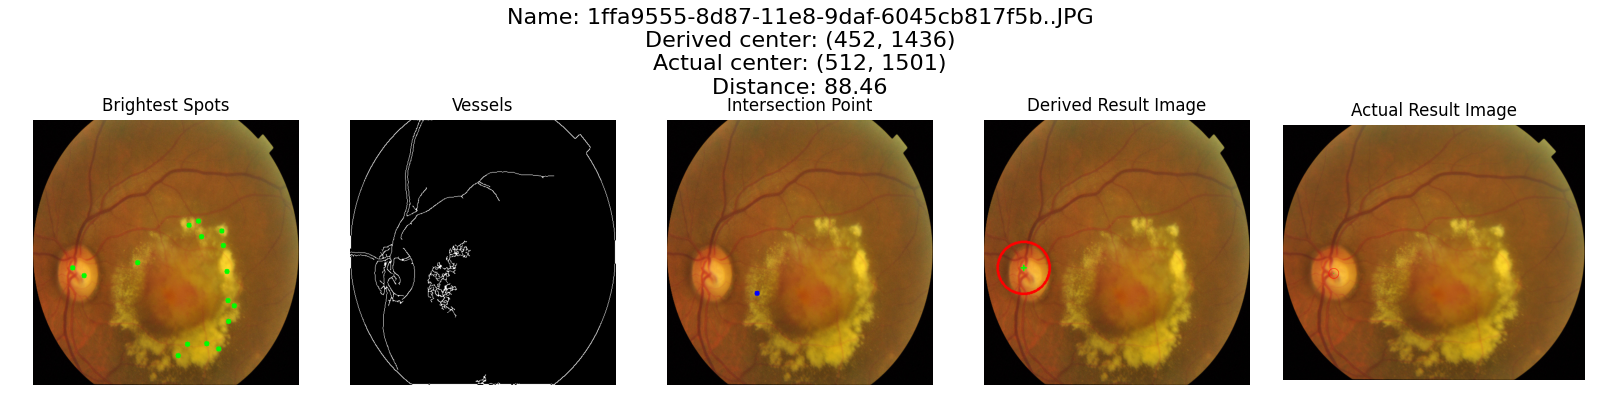 Name: 1ffa9555-8d87-11e8-9daf-6045cb817f5b..JPG
Derived center: (452, 1436)
Actual center: (512, 1501)
Distance: 88.46
Brightest Spots
Vessels
Intersection Point
Derived Result Image
Actual Result Image